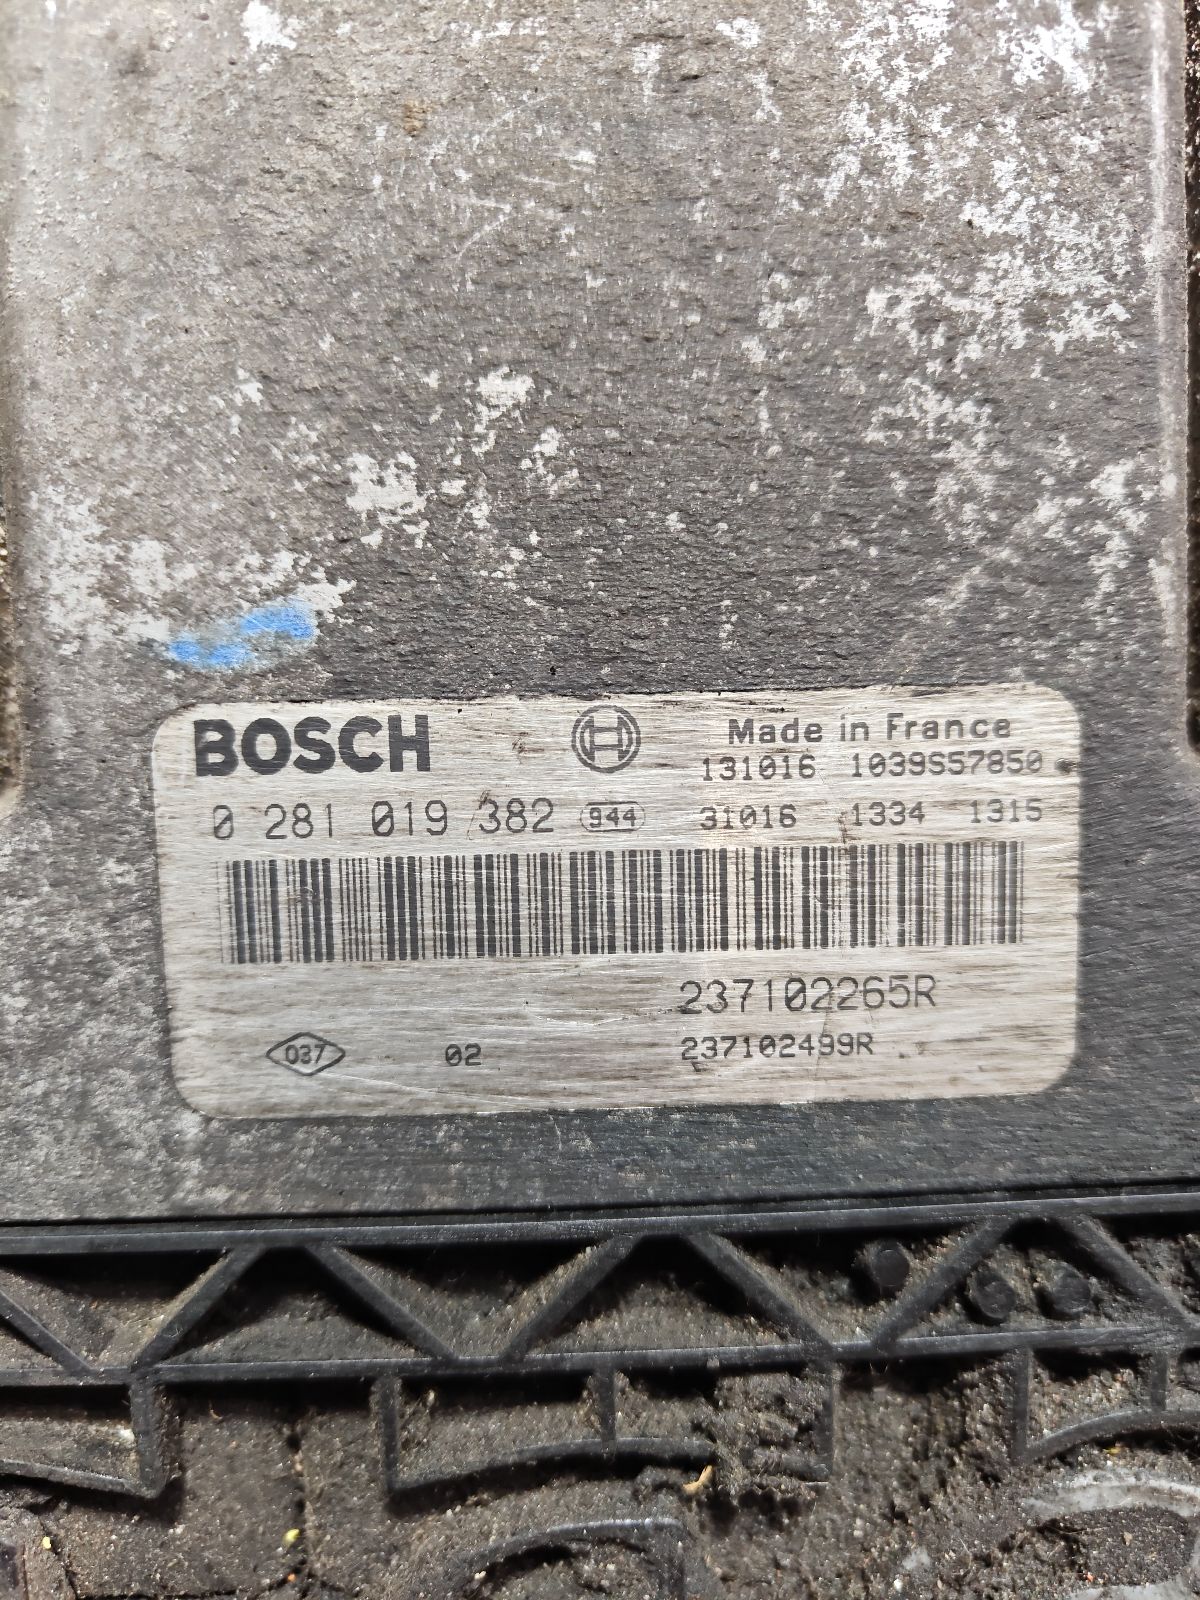 BOSCH
Made in France
131016 1039S57850
0 281 019 382 944 31016 1334 1315
237102265R
037 02 237102499R